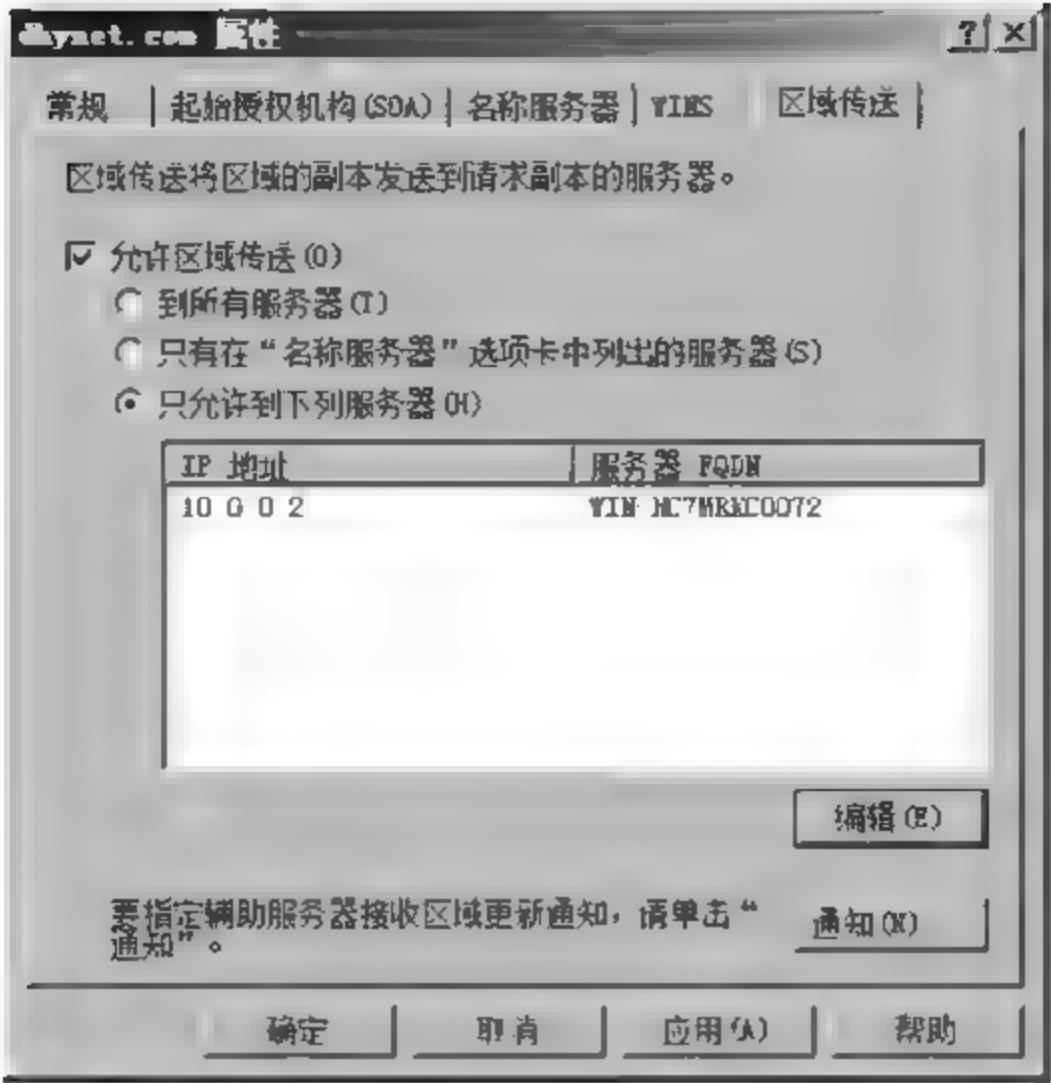 属性
常规 起始授权机构(SOA) 名称服务器 WINS 区域传送
区域传送将区域的副本发送到请求副本的服务器。
允许区域传送(O)
到所有服务器(T)
只有在“名称服务器”选项卡中列出的服务器(S)
只允许到下列服务器(H)
IP 地址 服务器 FQDN
10 0 0 2
编辑(E)
要指定辅助服务器接收区域更新通知，请单击“
通知”。
通知(N)
确定 取消 应用(A) 帮助